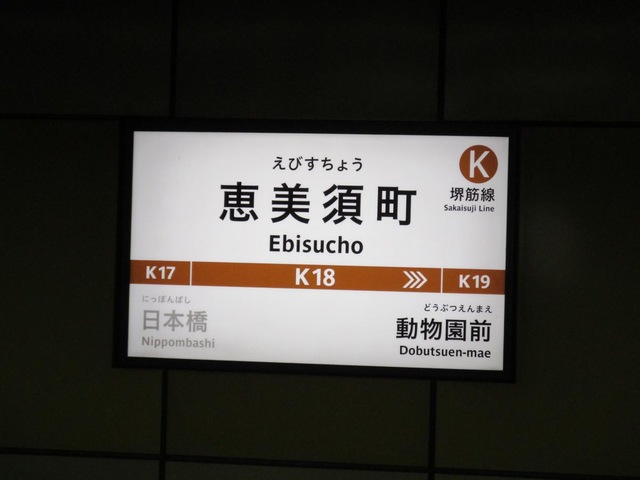 えびすちょう
恵美須町
Ebisucho
K
堺筋線
Sakaisuji Line
K17
K18
K19
にっぽんばし
日本橋
Nippombashi
どうぶつえんまえ
動物園前
Dobutsuen-mae